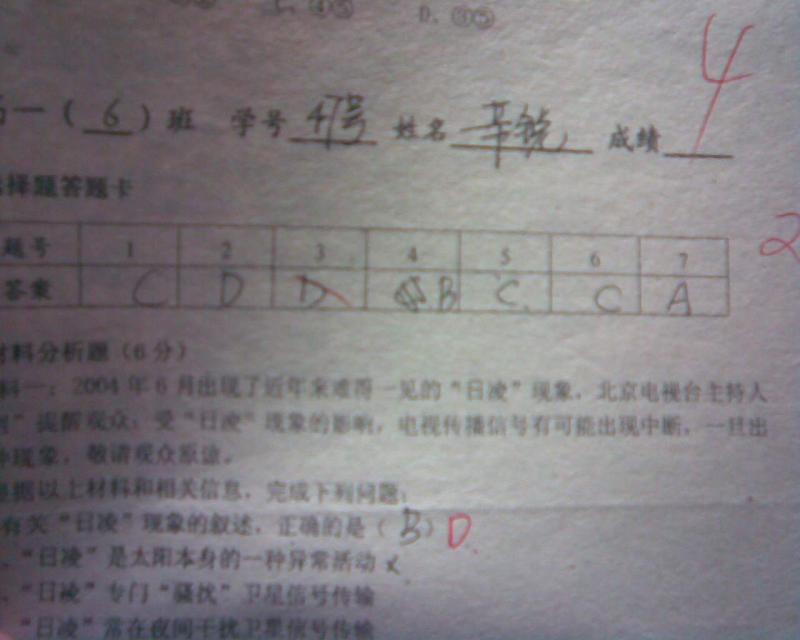 ④⑤ D.③⑤
一(6)班 学号 47号 姓名 辛锐 成绩 4
择题答题卡
题号 1 2 3 4 5 6 7
2
答案 C D D B C. C A
材料分析题(6分)
料一:2004年6月出现了近年来难得一见的“日凌”现象,北京电视台主持人
”提醒观众:受“日凌”现象的影响,电视传播信号有可能出现中断,一旦出
种现象,敬请观众原谅。
根据以上材料和相关信息,完成下列问题:
有关“日凌”现象的叙述,正确的是(B)D.
、“日凌”是太阳本身的一种异常活动 x
、“日凌”专门“骚扰”卫星信号传输
“日凌”常在夜间干扰卫星信号传输